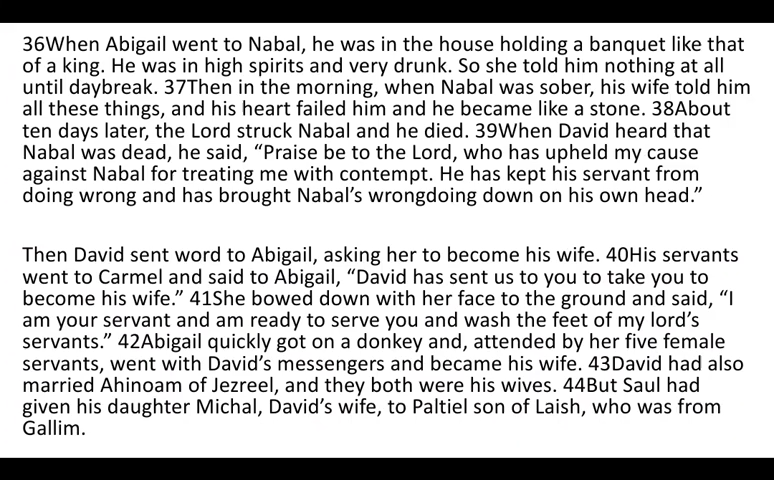 36When Abigail went to Nabal, he was in the house holding a banquet like that
of a king. He was in high spirits and very drunk. So she told him nothing at all
until daybreak. 37Then in the morning, when Nabal was sober, his wife told him
all these things, and his heart failed him and he became like a stone. 38About
ten days later, the Lord struck Nabal and he died. 39When David heard that
Nabal was dead, he said, “Praise be to the Lord, who has upheld my cause
against Nabal for treating me with contempt. He has kept his servant from
doing wrong and has brought Nabal’s wrongdoing down on his own head.”
Then David sent word to Abigail, asking her to become his wife. 40His servants
went to Carmel and said to Abigail, “David has sent us to you to take you to
become his wife.” 41She bowed down with her face to the ground and said, “I
am your servant and am ready to serve you and wash the feet of my lord’s
servants.” 42Abigail quickly got on a donkey and, attended by her five female
servants, went with David’s messengers and became his wife. 43David had also
married Ahinoam of Jezreel, and they both were his wives. 44But Saul had
given his daughter Michal, David’s wife, to Paltiel son of Laish, who was from
Gallim.